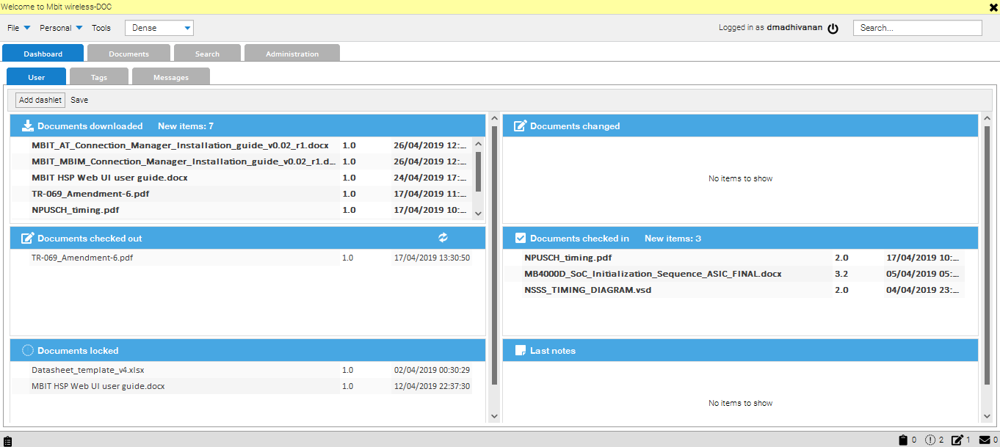 Welcome to Mbit wireless-DOC
File Personal Tools Dense Logged in as dmadhivanan Search...
Dashboard Documents Search Administration
User Tags Messages
Add dashlet Save
Documents downloaded New items: 7
MBIT_AT_Connection_Manager_Installation_guide_v0.02_r1.docx 1.0 26/04/2019 12:...
MBIT_MBIM_Connection_Manager_Installation_guide_v0.02_r1.d... 1.0 26/04/2019 12:...
MBIT HSP Web UI user guide.docx 1.0 24/04/2019 17:...
TR-069_Amendment-6.pdf 1.0 17/04/2019 11:...
NPUSCH_timing.pdf 1.0 17/04/2019 10:...
Documents changed
No items to show
Documents checked out
TR-069_Amendment-6.pdf 1.0 17/04/2019 13:30:50
Documents checked in New items: 3
NPUSCH_timing.pdf 2.0 17/04/2019 10:...
MB4000D_SoC_Initialization_Sequence_ASIC_FINAL.docx 3.2 05/04/2019 05:...
NSSS_TIMING_DIAGRAM.vsd 2.0 04/04/2019 23:...
Documents locked
Datasheet_template_v4.xlsx 1.0 02/04/2019 00:30:29
MBIT HSP Web UI user guide.docx 1.0 12/04/2019 22:37:30
Last notes
No items to show
0 2 1 0